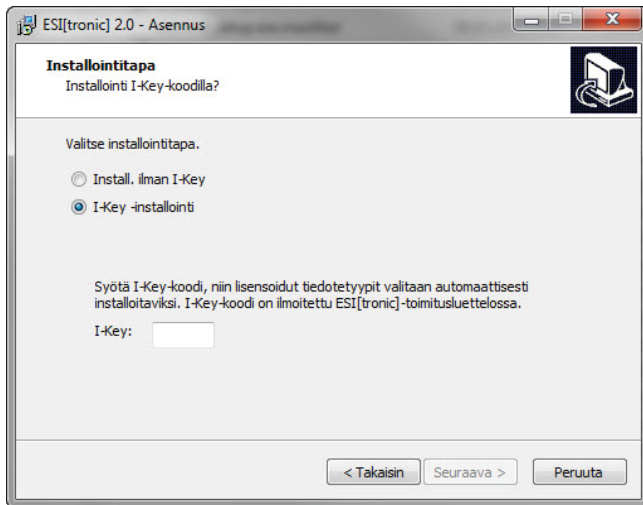 ESI[tronic] 2.0 - Asennus
Installointitapa
Installointi I-Key-koodilla?
Valitse installointitapa.
Install. ilman I-Key
I-Key -installointi
Syötä I-Key-koodi, niin lisensoidut tiedotetyypit valitaan automaattisesti
installoitaviksi. I-Key-koodi on ilmoitettu ESI[tronic]-toimitusluettelossa.
I-Key:
< Takaisin Seuraava > Peruuta